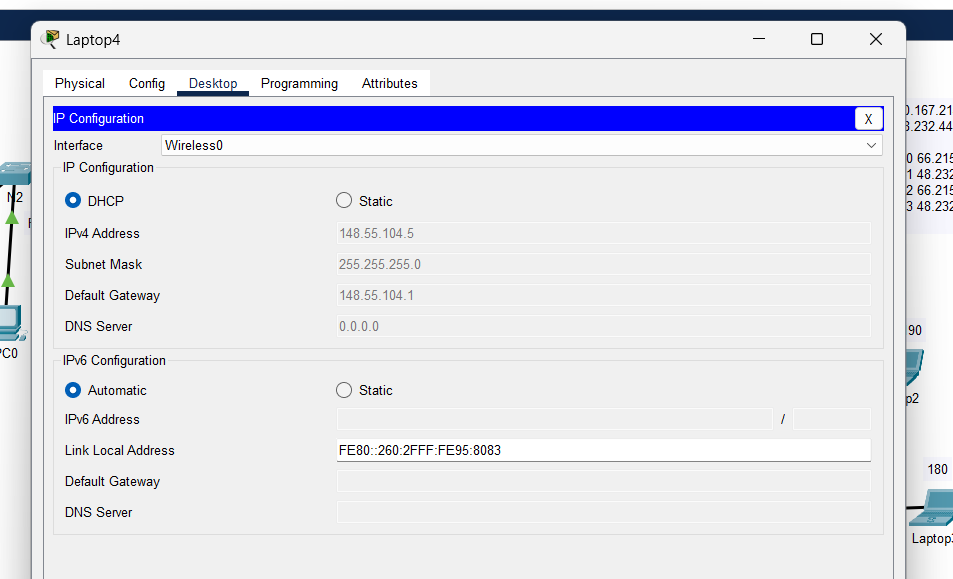 Laptop4
Physical Config Desktop Programming Attributes
IP Configuration X
Interface Wireless0
IP Configuration
DHCP Static
IPv4 Address 148.55.104.5
Subnet Mask 255.255.255.0
Default Gateway 148.55.104.1
DNS Server 0.0.0.0
IPv6 Configuration
Automatic Static
IPv6 Address /
Link Local Address FE80::260:2FFF:FE95:8083
Default Gateway
DNS Server
N2
PC0
0.167.21
3.232.44
0 66.215
1 48.232
2 66.215
3 48.232
90
p2
180
Laptop3